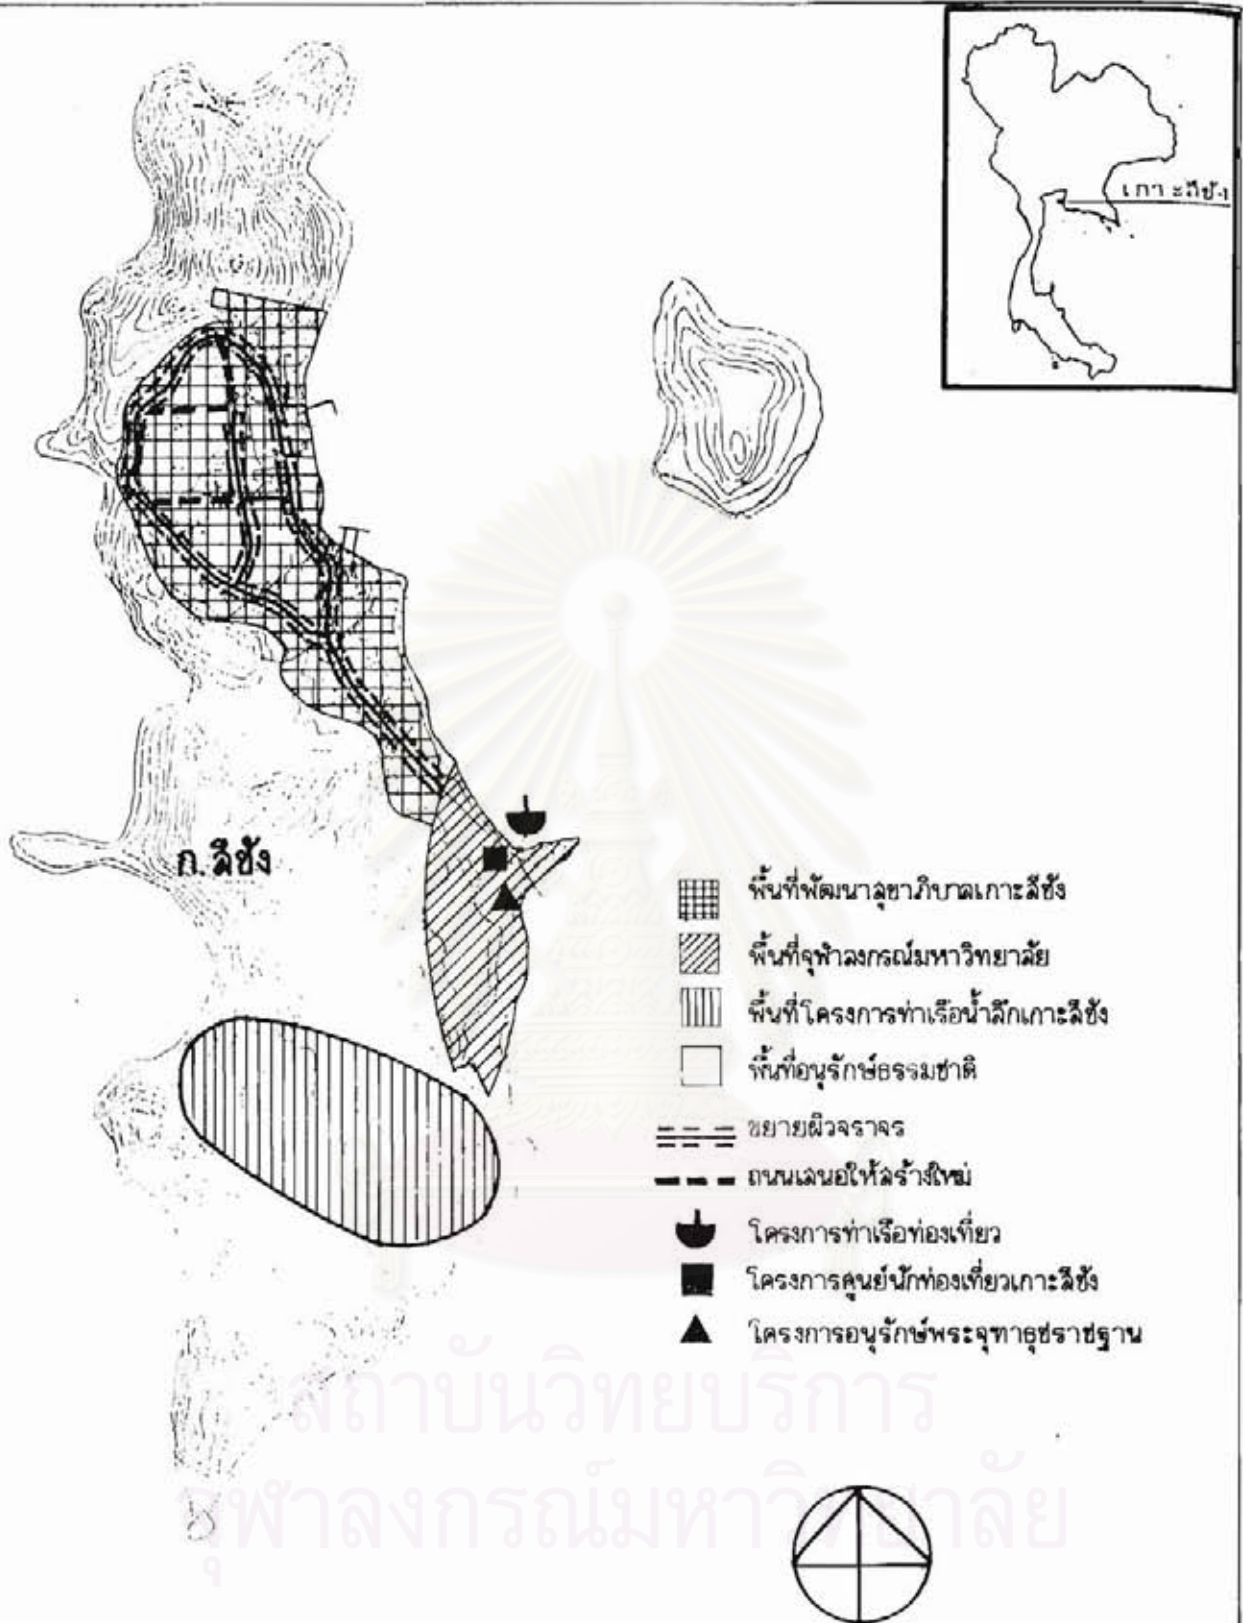 เกาะสีชัง
ก.สีชัง
พื้นที่พัฒนาสุขาภิบาลเกาะสีชัง
พื้นที่จุฬาลงกรณ์มหาวิทยาลัย
พื้นที่โครงการท่าเรือน้ำลึกเกาะสีชัง
พื้นที่อนุรักษ์ธรรมชาติ
ขยายผิวจราจร
ถนนเสนอให้สร้างใหม่
โครงการท่าเรือท่องเที่ยว
โครงการศูนย์นักท่องเที่ยวเกาะสีชัง
โครงการอนุรักษ์พระจุฑาธุชราชฐาน
สถาบันวิทยบริการ
จุฬาลงกรณ์มหาวิทยาลัย